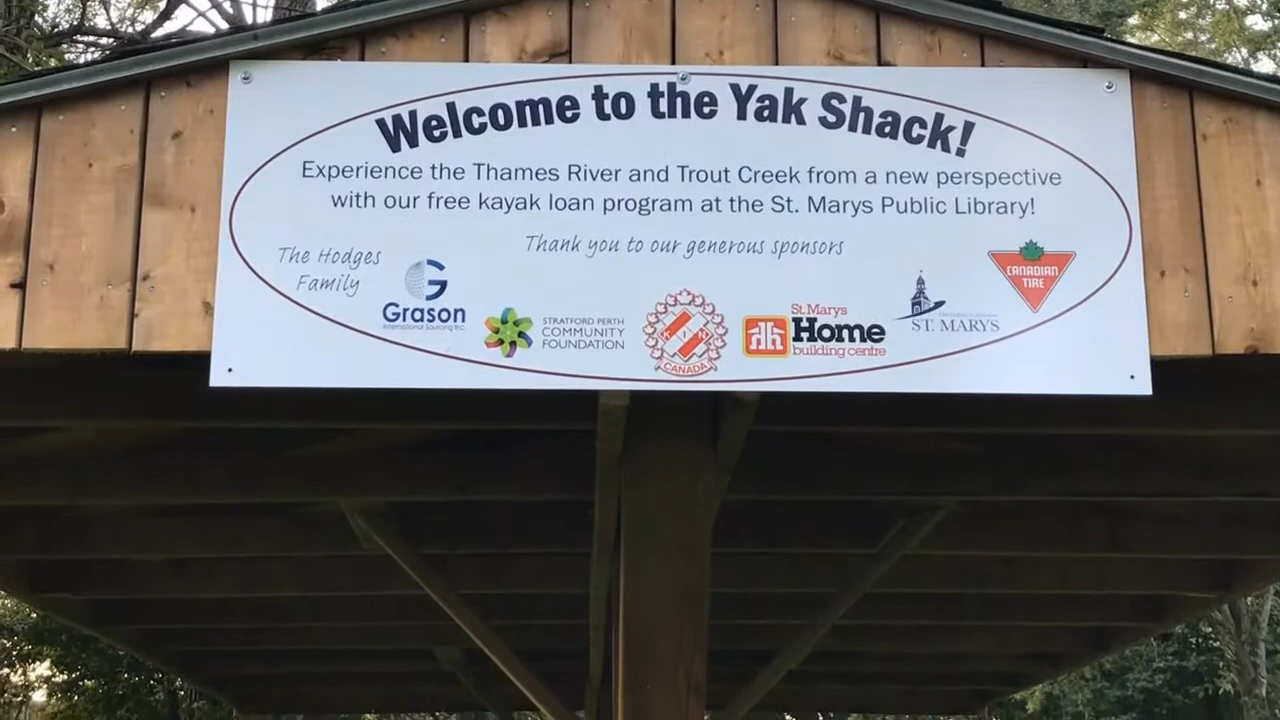 Welcome to the Yak Shack!
Experience the Thames River and Trout Creek from a new perspective
with our free kayak loan program at the St. Marys Public Library!
Thank you to our generous sponsors
The Hodges
Family
G
Grason
International Sourcing Inc.
STRATFORD PERTH
COMMUNITY
FOUNDATION
KIN
CANADA
St. Marys
Home
building centre
ST. MARYS
CANADIAN
TIRE